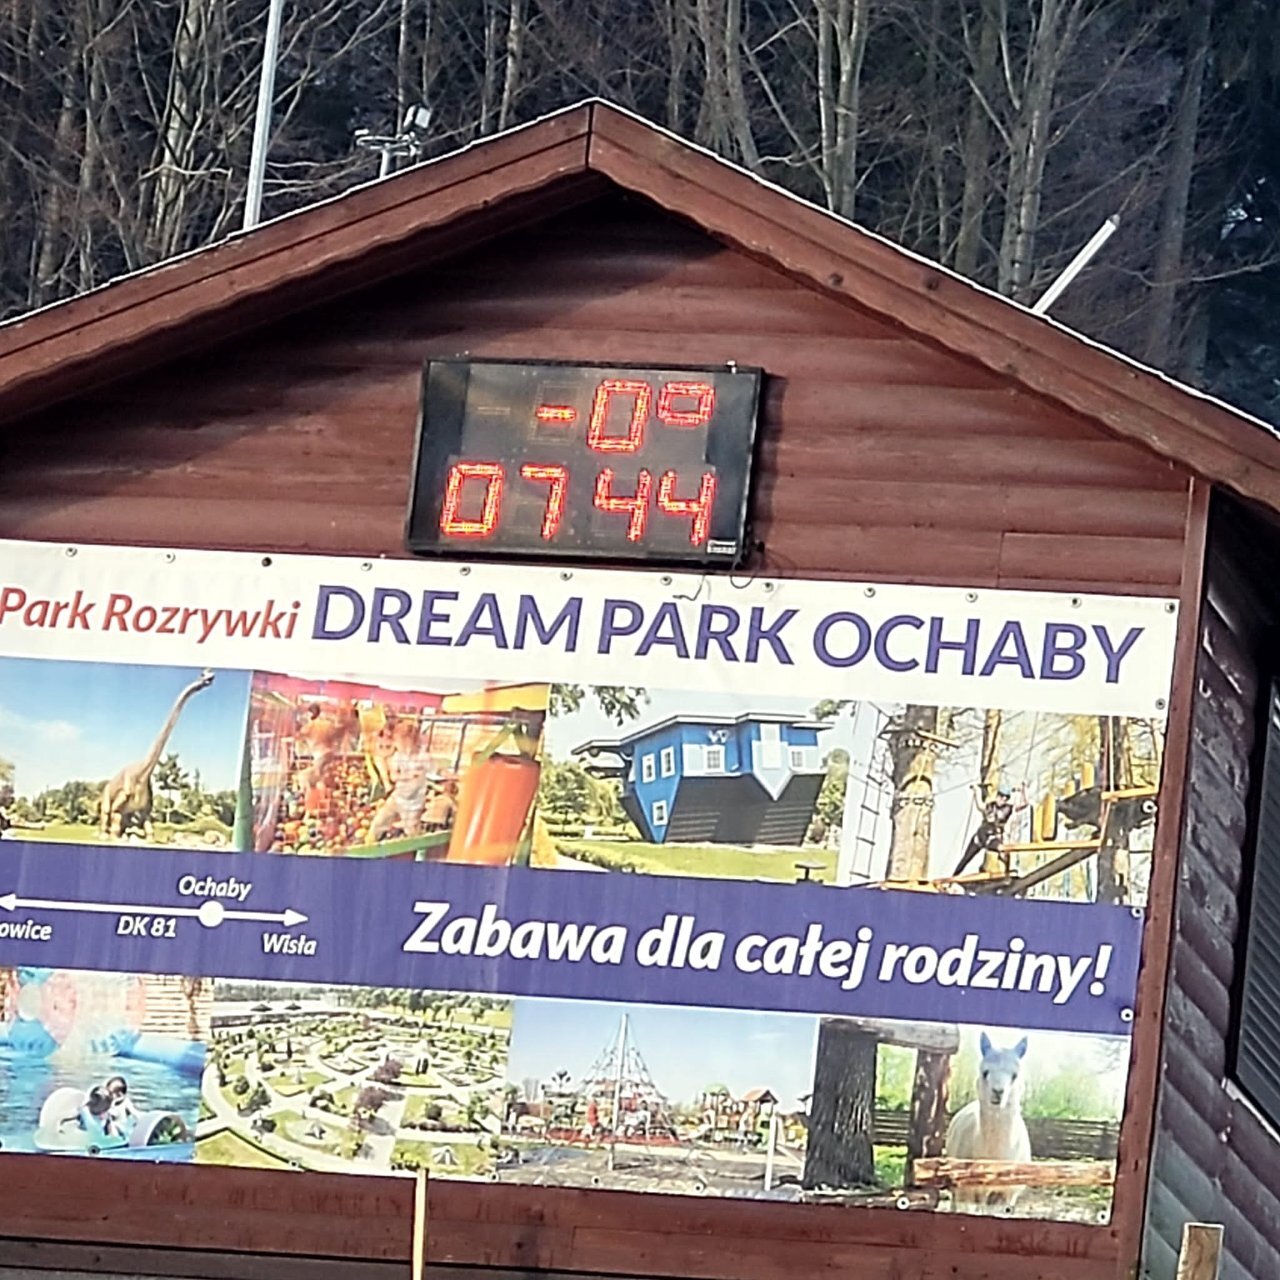 -0°
07 44
Park Rozrywki DREAM PARK OCHABY
Ochaby
owice DK 81 Wisła
Zabawa dla całej rodziny!